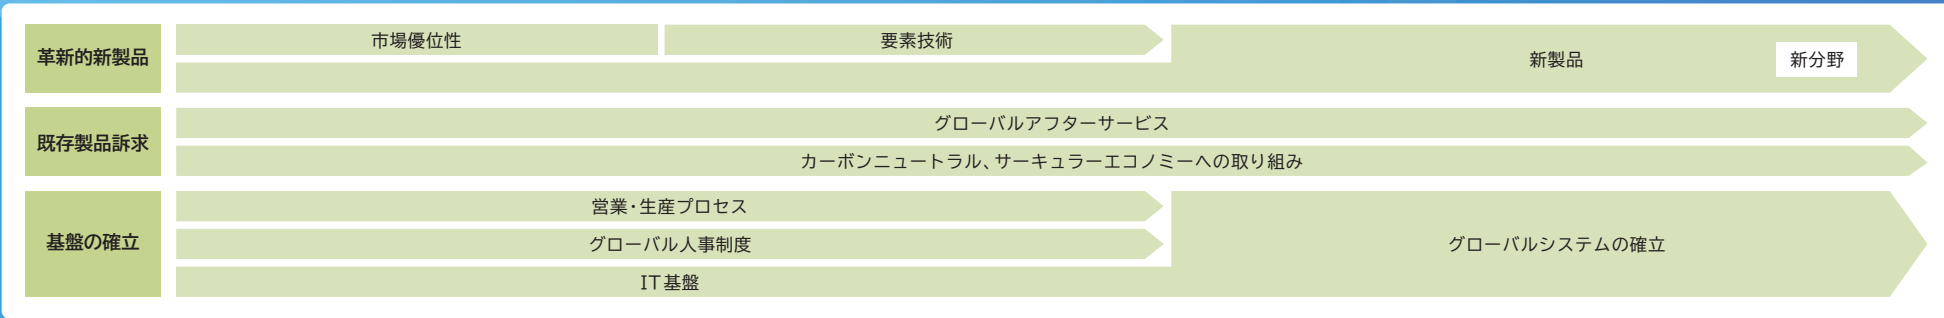 革新的新製品
市場優位性
要素技術
新製品
新分野
既存製品訴求
グローバルアフターサービス
カーボンニュートラル、サーキュラーエコノミーへの取り組み
基盤の確立
営業・生産プロセス
グローバル人事制度
IT基盤
グローバルシステムの確立